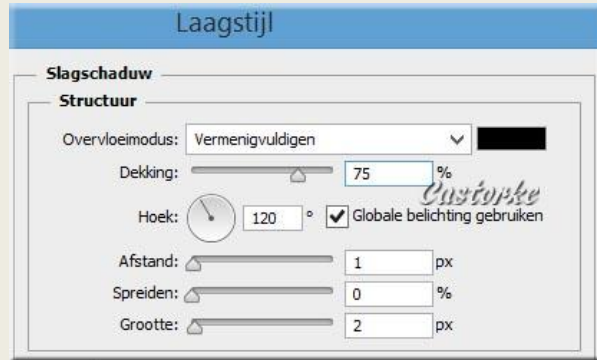 Laagstijl
Slagschaduw
Structuur
Overvloeimodus: Vermenigvuldigen
Dekking: 75 %
Castorke
Hoek: 120 ° Globale belichting gebruiken
Afstand: 1 px
Spreiden: 0 %
Grootte: 2 px